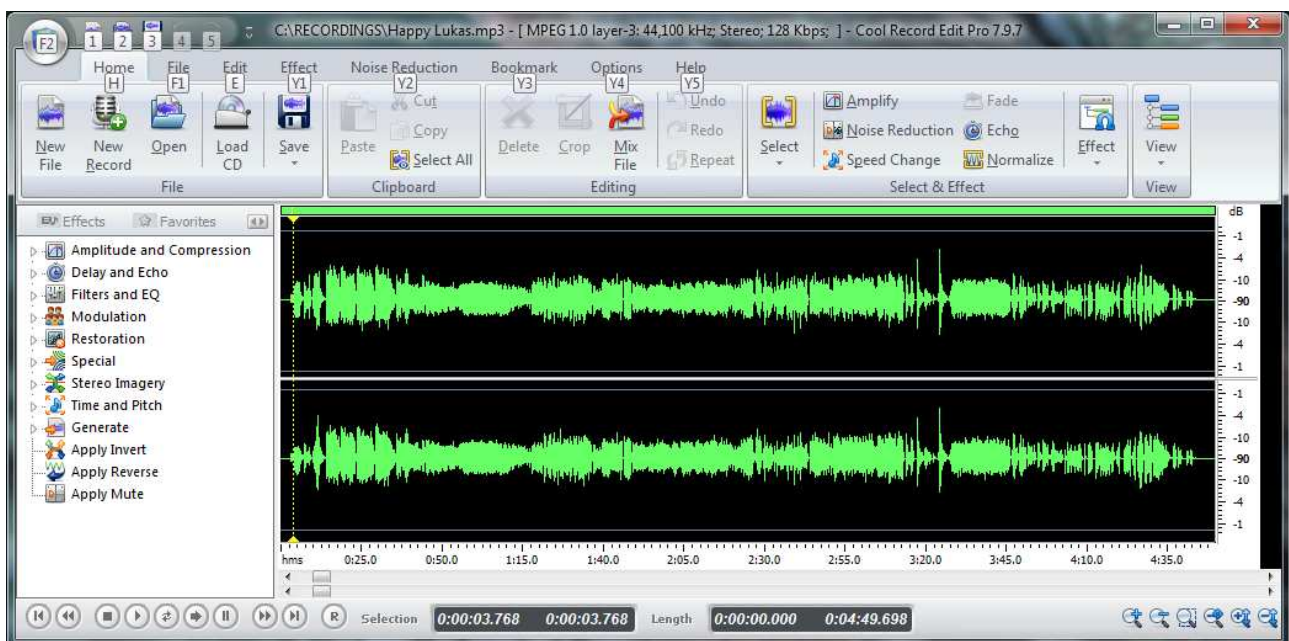 C:\RECORDINGS\Happy Lukas.mp3 - [ MPEG 1.0 layer-3: 44,100 kHz; Stereo; 128 Kbps;  ] - Cool Record Edit Pro 7.9.7
F2 1 2 3 4 5
Home File Edit Effect Noise Reduction Bookmark Options Help
H F1 E Y1 Y2 Y3 Y4 Y5
New File
New Record
Open
Load CD
Save
Paste
Cut
Copy
Select All
Delete
Crop
Mix File
Undo
Redo
Repeat
Select
Amplify
Noise Reduction
Speed Change
Fade
Echo
Normalize
Effect
View
File Clipboard Editing Select & Effect View
Effects Favorites
Amplitude and Compression
Delay and Echo
Filters and EQ
Modulation
Restoration
Special
Stereo Imagery
Time and Pitch
Generate
Apply Invert
Apply Reverse
Apply Mute
dB
-1
-4
-10
-90
-10
-4
-1
-1
-4
-10
-90
-10
-4
-1
hms 0:25.0 0:50.0 1:15.0 1:40.0 2:05.0 2:30.0 2:55.0 3:20.0 3:45.0 4:10.0 4:35.0
R Selection 0:00:03.768 0:00:03.768 Length 0:00:00.000 0:04:49.698